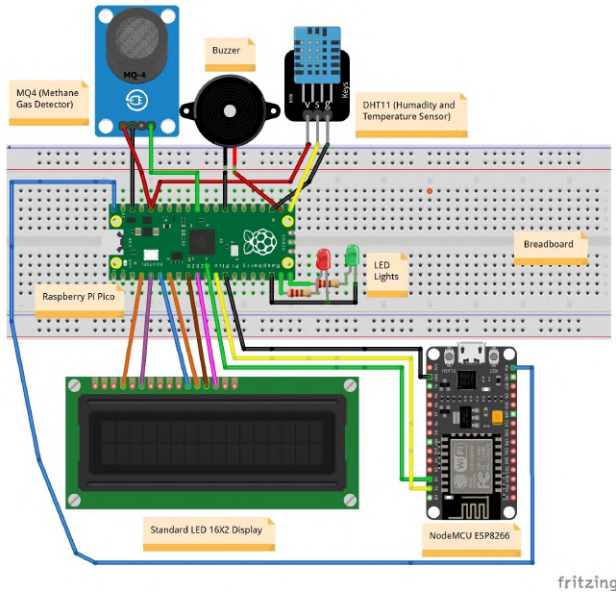 MQ-4
MQ4 (Methane
Gas Detector)
Buzzer
V s g
Keys
DHT11 (Humadity and
Temperature Sensor)
Breadboard
Raspberry Pi Pico
LED
Lights
Raspberry Pi Pico
Standard LED 16X2 Display
WiFi
NodeMCU ESP8266
fritzing